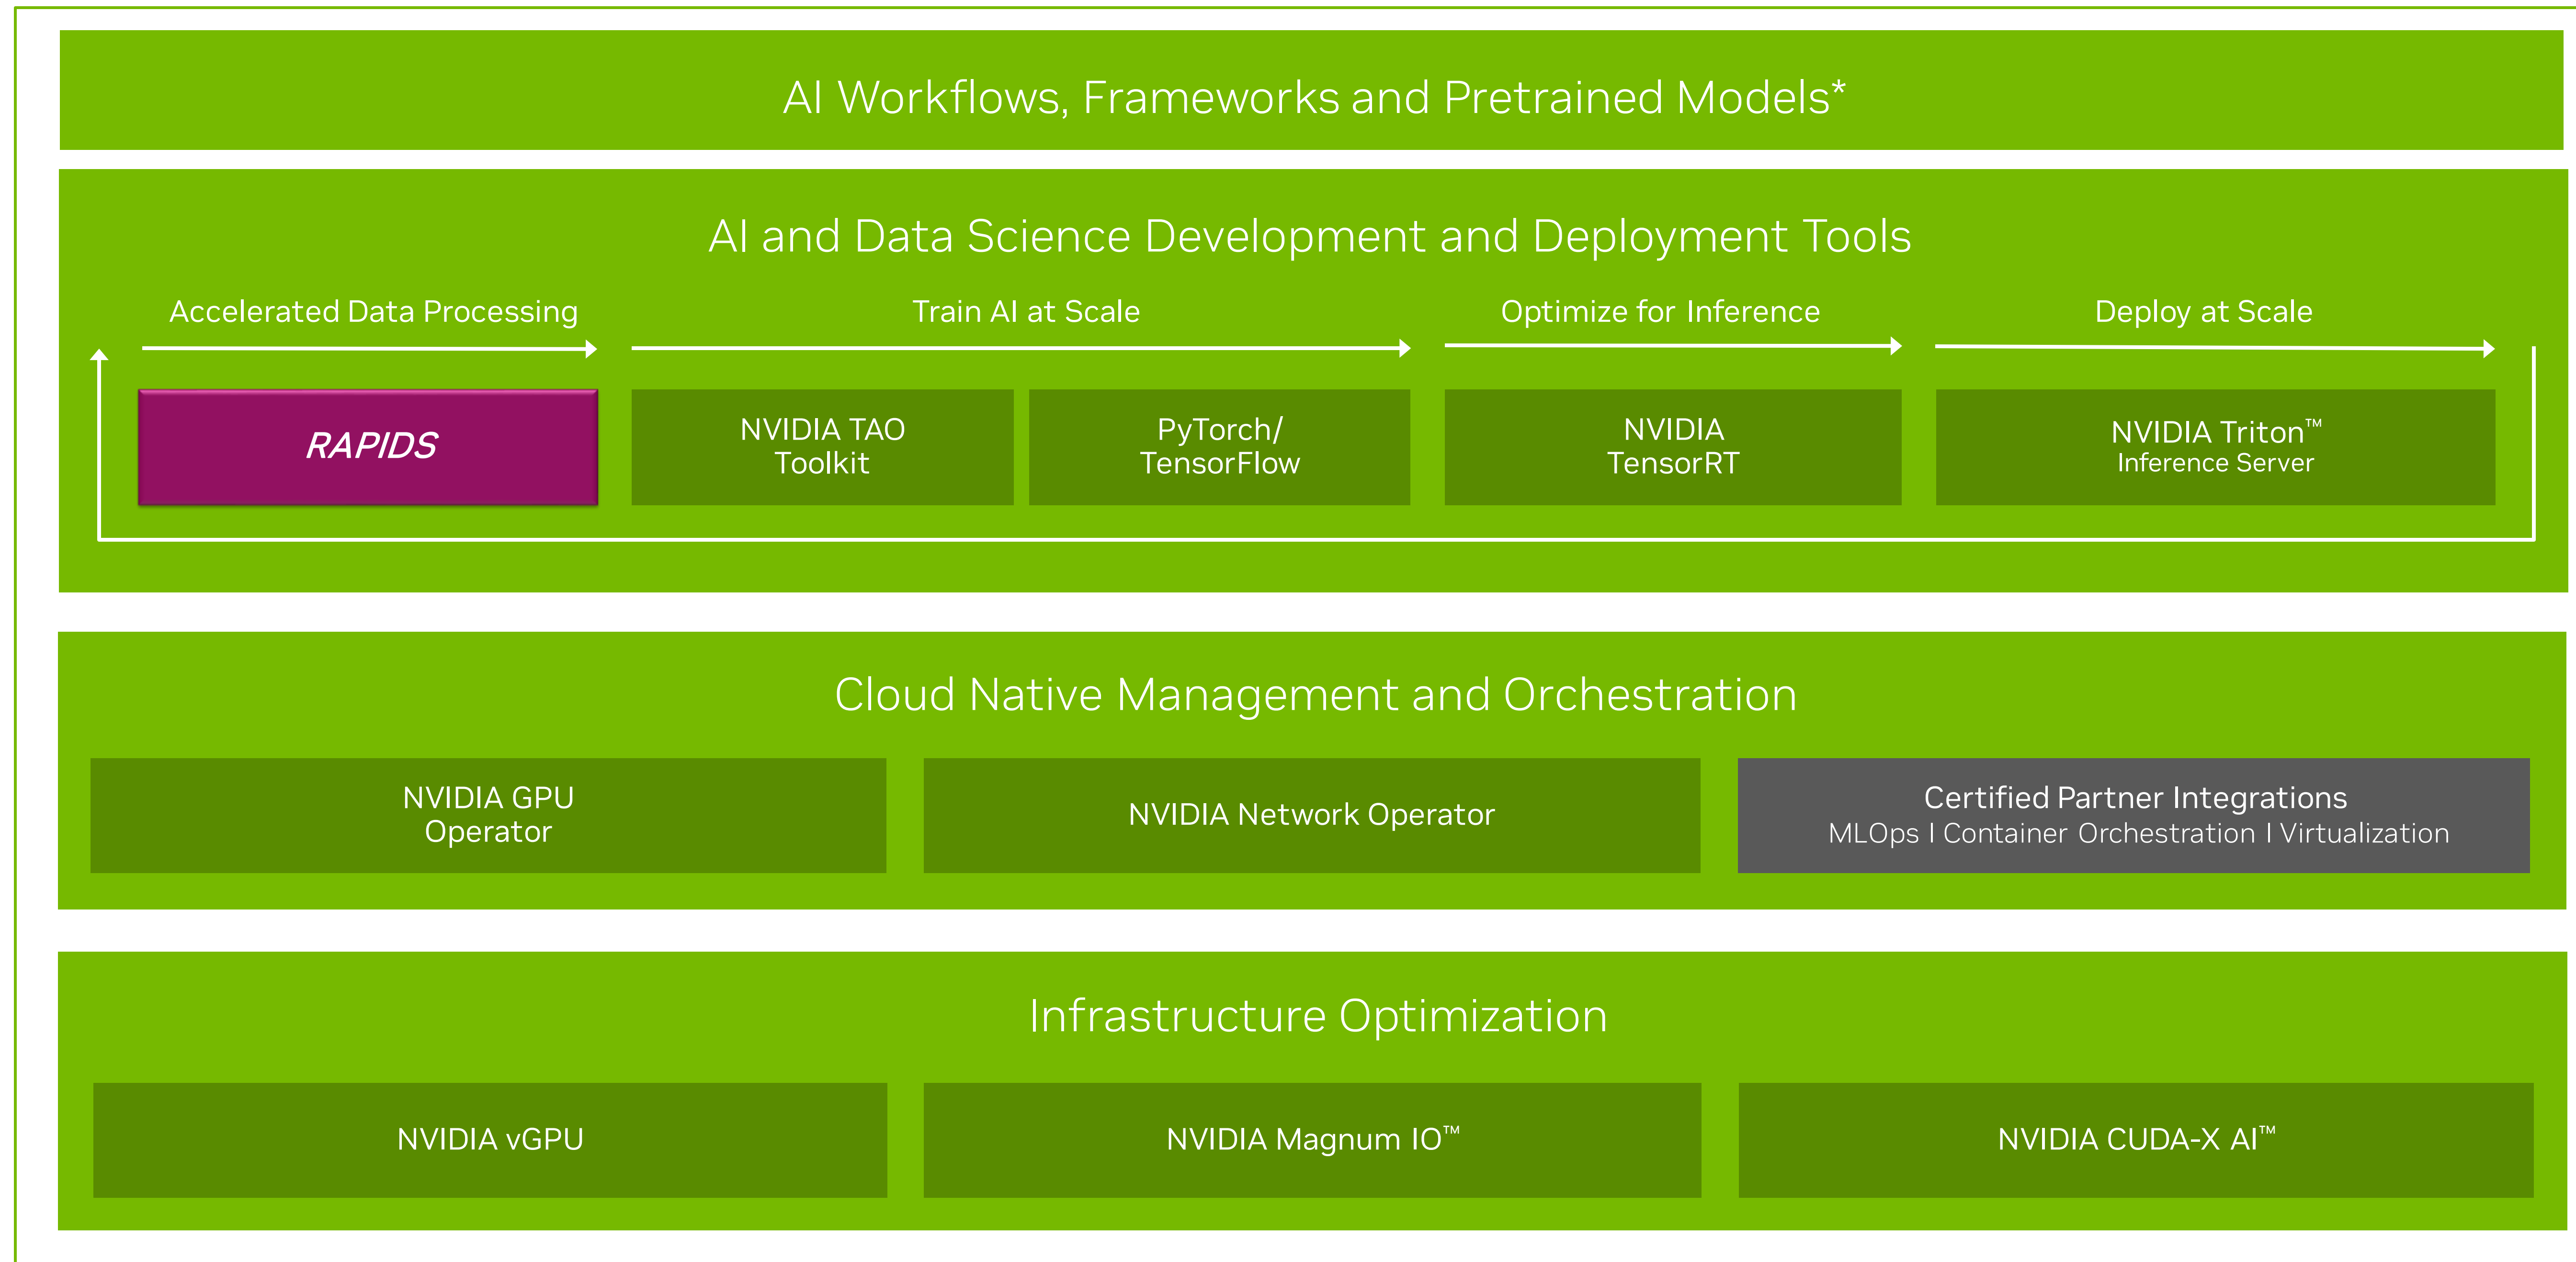 AI Workflows, Frameworks and Pretrained Models*
AI and Data Science Development and Deployment Tools
Accelerated Data Processing
Train AI at Scale
Optimize for Inference
Deploy at Scale
RAPIDS
NVIDIA TAO
Toolkit
PyTorch/
TensorFlow
NVIDIA
TensorRT
NVIDIA Triton™
Inference Server
Cloud Native Management and Orchestration
NVIDIA GPU
Operator
NVIDIA Network Operator
Certified Partner Integrations
MLOps I Container Orchestration I Virtualization
Infrastructure Optimization
NVIDIA vGPU
NVIDIA Magnum IO™
NVIDIA CUDA-X AI™